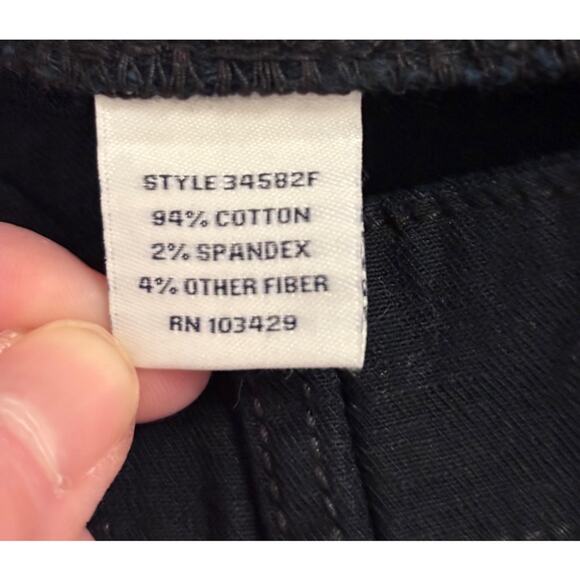 STYLE 34582F
94% COTTON
2% SPANDEX
4% OTHER FIBER
RN 103429